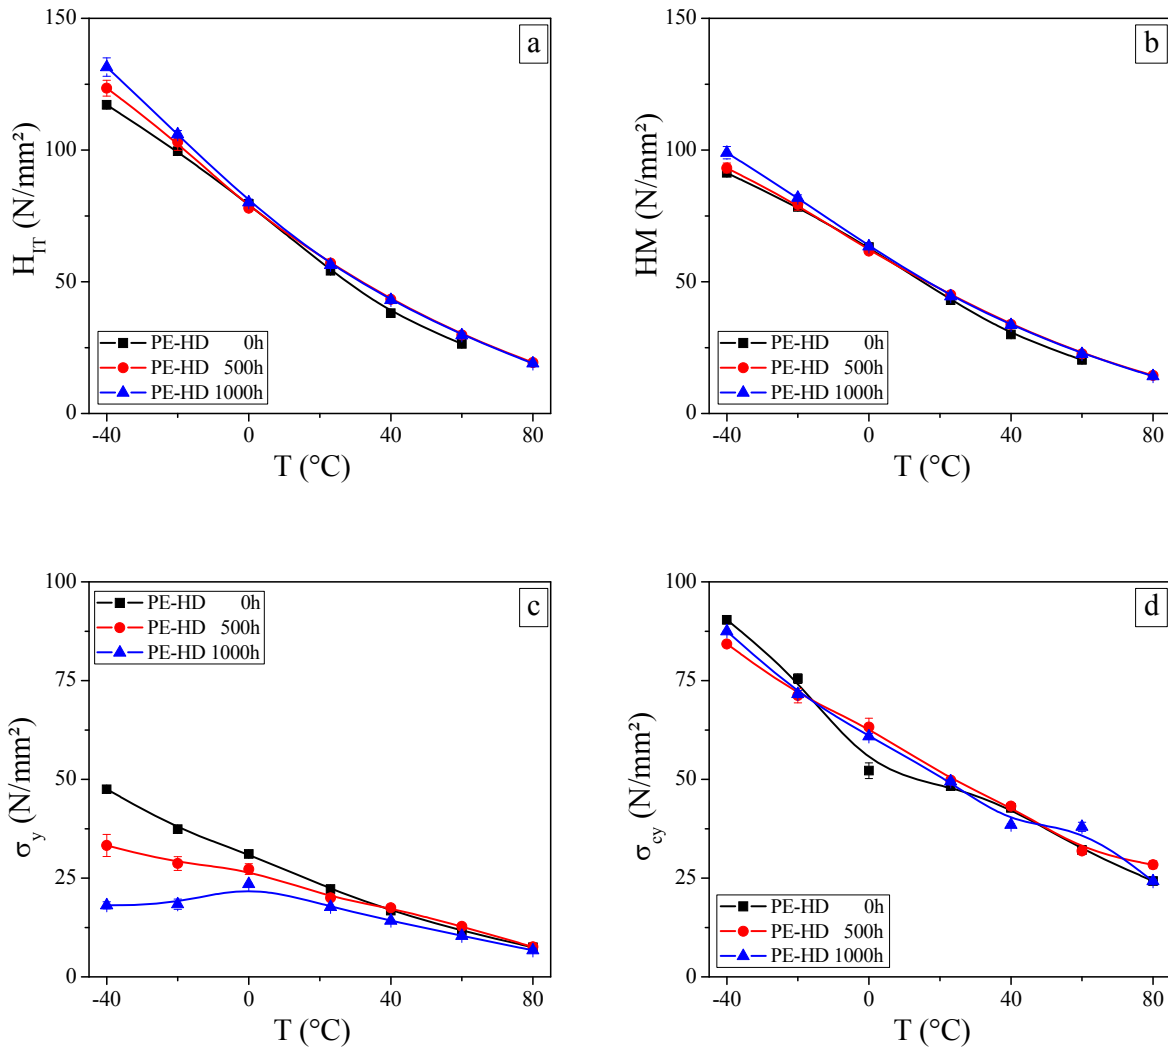 150
100
50
0
H_IT (N/mm²)
a
PE-HD 0h
PE-HD 500h
PE-HD 1000h
-40 0 40 80
T (°C)
150
100
50
0
HM (N/mm²)
b
PE-HD 0h
PE-HD 500h
PE-HD 1000h
-40 0 40 80
T (°C)
100
75
50
25
0
σ_y (N/mm²)
c
PE-HD 0h
PE-HD 500h
PE-HD 1000h
-40 0 40 80
T (°C)
100
75
50
25
0
σ_cy (N/mm²)
d
PE-HD 0h
PE-HD 500h
PE-HD 1000h
-40 0 40 80
T (°C)